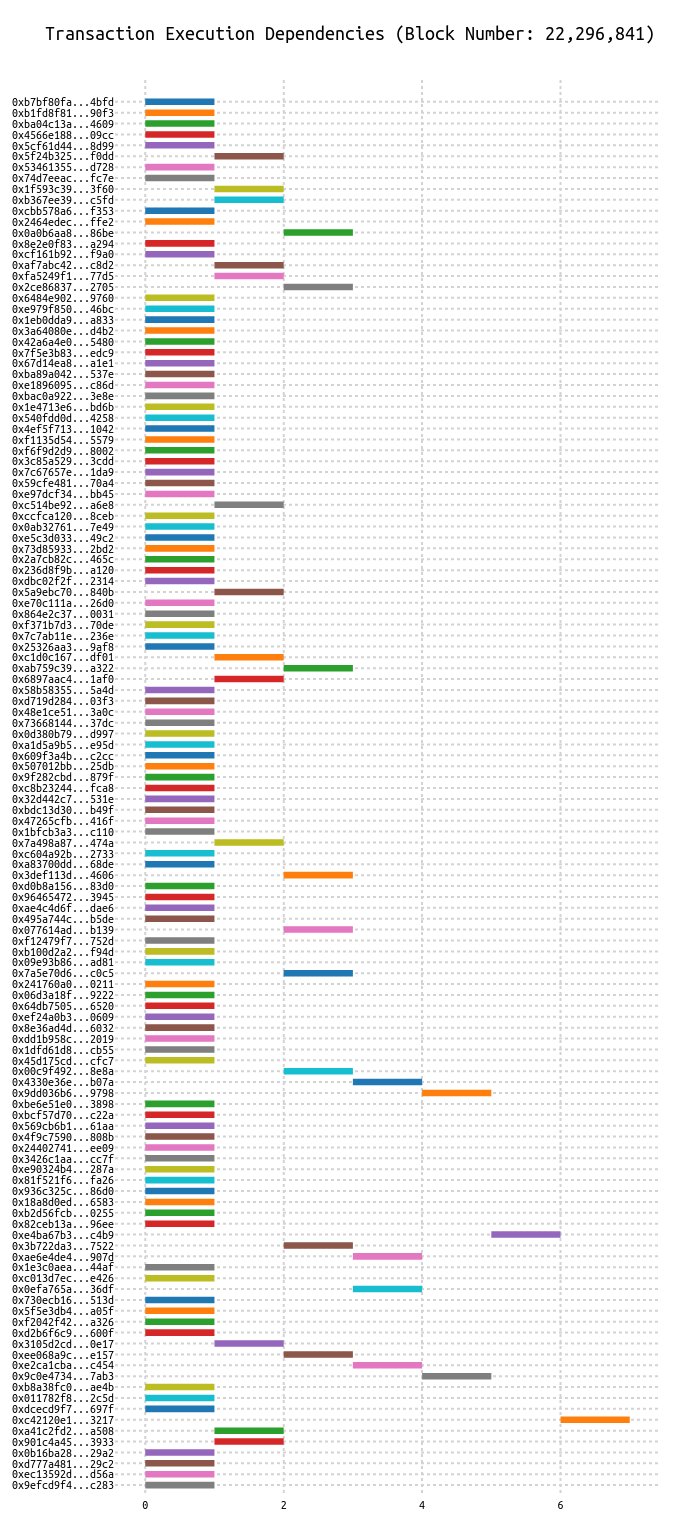 Transaction Execution Dependencies (Block Number: 22,296,841)
0xb7bf80fa...4bfd
0xb1fd8f81...90f3
0xba04c13a...4609
0x4566e188...09cc
0x5cf61d44...8d99
0x5f24b325...f0dd
0x53461355...d728
0x74d7eeac...fc7e
0x1f593c39...3f60
0xb367ee39...c5fd
0xcbb578a6...f353
0x2464edec...ffe2
0x0a0b6aa8...86be
0x8e2e0f83...a294
0xcf161b92...f9a0
0xaf7abc42...c8d2
0xfa5249f1...77d5
0x2ce86837...2705
0x6484e902...9760
0xe979f850...46bc
0x1eb0dda9...a833
0x3a64080e...d4b2
0x42a6a4e0...5480
0x7f5e3b83...edc9
0x67d14ea8...a1e1
0xba89a042...537e
0xe1896095...c86d
0xbac0a922...3e8e
0x1e4713e6...bd6b
0x540fdd0d...4258
0x4ef5f713...1042
0xf1135d54...5579
0xf6f9d2d9...8002
0x3c85a529...3cdd
0x7c67657e...1da9
0x59cfe481...70a4
0xe97dcf34...bb45
0xc514be92...a6e8
0xccfca120...8ceb
0x0ab32761...7e49
0xe5c3d033...49c2
0x73d85933...2bd2
0x2a7cb82c...465c
0x236d8f9b...a120
0xdbc02f2f...2314
0x5a9ebc70...840b
0xe70c111a...26d0
0x864e2c37...0031
0xf371b7d3...70de
0x7c7ab11e...236e
0x25326aa3...9af8
0xc1d0c167...df01
0xab759c39...a322
0x6897aac4...1af0
0x58b58355...5a4d
0xd719d284...03f3
0x48e1ce51...3a0c
0x73668144...37dc
0x0d380b79...d997
0xa1d5a9b5...e95d
0x609f3a4b...c2cc
0x507012bb...25db
0x9f282cbd...879f
0xc8b23244...fca8
0x32d442c7...531e
0xbdc13d30...b49f
0x47265cfb...416f
0x1bfcb3a3...c110
0x7a498a87...474a
0xc604a92b...2733
0xa83700dd...68de
0x3def113d...4606
0xd0b8a156...83d0
0x96465472...3945
0xae4c4d6f...dae6
0x495a744c...b5de
0x077614ad...b139
0xf12479f7...752d
0xb100d2a2...f94d
0x09e93b86...ad81
0x7a5e70d6...c0c5
0x241760a0...0211
0x06d3a18f...9222
0x64db7505...6520
0xef24a0b3...0609
0x8e36ad4d...6032
0xdd1b958c...2019
0x1dfd61d8...cb55
0x45d175cd...cfc7
0x00c9f492...8e8a
0x4330e36e...b07a
0x9dd036b6...9798
0xbe6e51e0...3898
0xbcf57d70...c22a
0x569cb6b1...61aa
0x4f9c7590...808b
0x24402741...ee09
0x3426c1aa...cc7f
0xe90324b4...287a
0x81f521f6...fa26
0x936c325c...86d0
0x18a8d0ed...6583
0xb2d56fcb...0255
0x82ceb13a...96ee
0xe4ba67b3...c4b9
0x3b722da3...7522
0xae6e4de4...907d
0x1e3c0aea...44af
0xc013d7ec...e426
0x0efa765a...36df
0x730ecb16...513d
0x5f5e3db4...a05f
0xf2042f42...a326
0xd2b6f6c9...600f
0x3105d2cd...0e17
0xee068a9c...e157
0xe2ca1cba...c454
0x9c0e4734...7ab3
0xb8a38fc0...ae4b
0x011782f8...2c5d
0xdcecd9f7...697f
0xc42120e1...3217
0xa41c2fd2...a508
0x901c4a45...3933
0x0b16ba28...29a2
0xd777a481...29c2
0xec13592d...d56a
0x9efcd9f4...c283
0 2 4 6